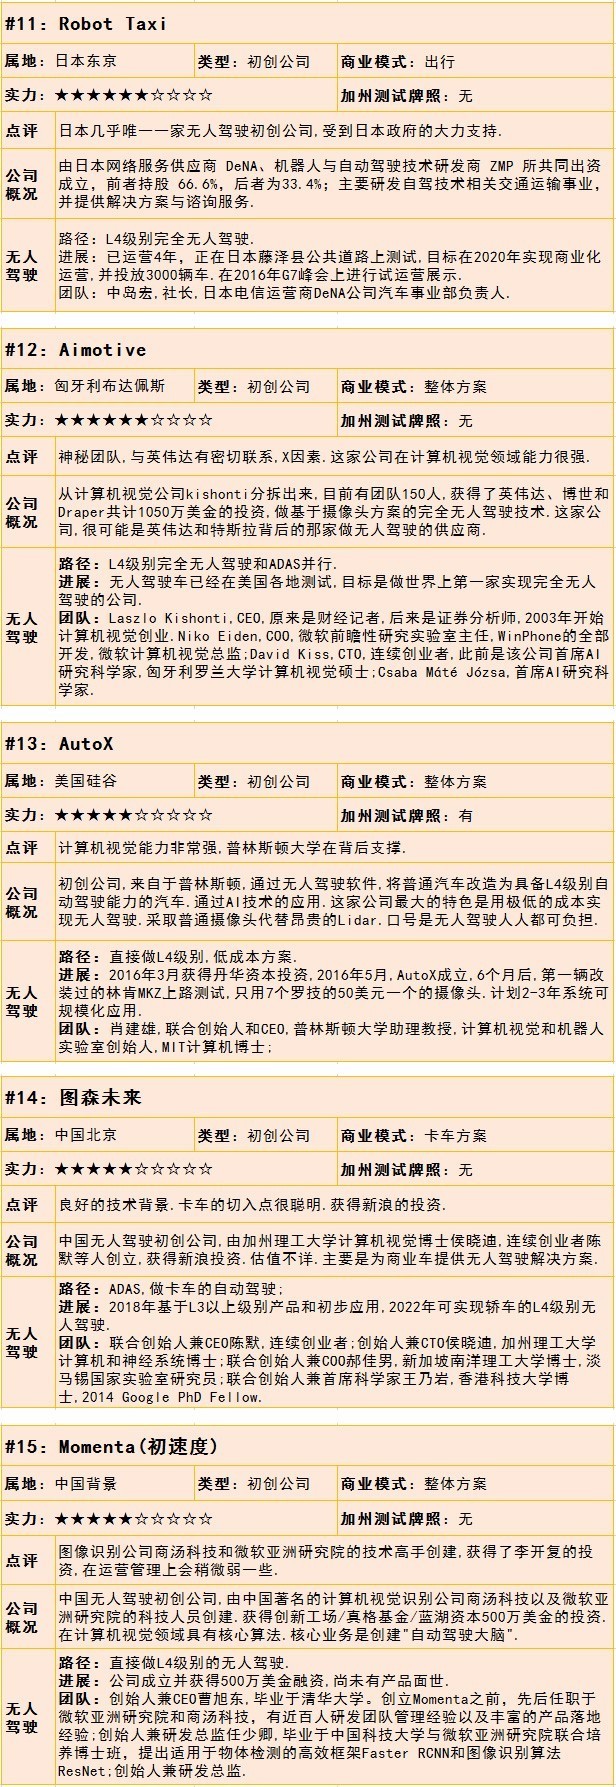 #11: Robot Taxi
属地: 日本东京 类型: 初创公司 商业模式: 出行
实力: ★★★★★★☆☆☆☆ 加州测试牌照: 无
点评 日本几乎唯一一家无人驾驶初创公司,受到日本政府的大力支持.
公司概况
由日本网络服务供应商 DeNA、机器人与自动驾驶技术研发商 ZMP 所共同出资
成立，前者持股 66.6%，后者为33.4%；主要研发自驾技术相关交通运输事业，
并提供解决方案与谘询服务.
无人驾驶
路径: L4级别完全无人驾驶.
进展: 已运营4年, 正在日本藤泽县公共道路上测试,目标在2020年实现商业化
运营,并投放3000辆车.在2016年G7峰会上进行试运营展示.
团队: 中岛宏,社长,日本电信运营商DeNA公司汽车事业部负责人.
#12: Aimotive
属地: 匈牙利布达佩斯 类型: 初创公司 商业模式: 整体方案
实力: ★★★★★★☆☆☆☆ 加州测试牌照: 无
点评 神秘团队,与英伟达有密切联系,X因素.这家公司在计算机视觉领域能力很强.
公司概况
从计算机视觉公司kishonti分拆出来,目前有团队150人,获得了英伟达、博世和
Draper共计1050万美金的投资,做基于摄像头方案的完全无人驾驶技术.这家公
司,很可能是英伟达和特斯拉背后的那家做无人驾驶的供应商.
无人驾驶
路径: L4级别完全无人驾驶和ADAS并行.
进展: 无人驾驶车已经在美国各地测试,目标是做世界上第一家实现完全无人
驾驶的公司.
团队: Laszlo Kishonti,CEO,原来是财经记者,后来是证券分析师,2003年开始
计算机视觉创业.Niko Eiden,COO,微软前瞻性研究实验室主任,WinPhone的全部
开发,微软计算机视觉总监;David Kiss,CTO,连续创业者,此前是该公司首席AI
研究科学家,匈牙利罗兰大学计算机视觉硕士;Csaba Máté Józsa,首席AI研究科
学家.
#13: AutoX
属地: 美国硅谷 类型: 初创公司 商业模式: 整体方案
实力: ★★★★★☆☆☆☆☆ 加州测试牌照: 有
点评 计算机视觉能力非常强,普林斯顿大学在背后支撑.
公司概况
初创公司,来自于普林斯顿,通过无人驾驶软件,将普通汽车改造为具备L4级别自
动驾驶能力的汽车.通过AI技术的应用.这家公司最大的特色是用极低的成本实
现无人驾驶.采取普通摄像头代替昂贵的Lidar.口号是无人驾驶人人都可负担.
无人驾驶
路径: 直接做L4级别,低成本方案.
进展: 2016年3月获得丹华资本投资,2016年5月,AutoX成立,6个月后,第一辆改
装过的林肯MKZ上路测试,只用7个罗技的50美元一个的摄像头.计划2-3年系统可
规模化应用.
团队: 肖建雄,联合创始人和CEO,普林斯顿大学助理教授,计算机视觉和机器人
实验室创始人,MIT计算机博士;
#14: 图森未来
属地: 中国北京 类型: 初创公司 商业模式: 卡车方案
实力: ★★★★★☆☆☆☆☆ 加州测试牌照: 无
点评 良好的技术背景.卡车的切入点很聪明.获得新浪的投资.
公司概况
中国无人驾驶初创公司,由加州理工大学计算机视觉博士侯晓迪,连续创业者陈
默等人创立,获得新浪投资.估值不详.主要是为商业车提供无人驾驶解决方案.
无人驾驶
路径: ADAS,做卡车的自动驾驶;
进展: 2018年基于L3以上级别产品和初步应用,2022年可实现轿车的L4级别无
人驾驶.
团队: 联合创始人兼CEO陈默,连续创业者;创始人兼CTO侯晓迪,加州理工大学
计算机和神经系统博士;联合创始人兼COO郝佳男,新加坡南洋理工大学博士,淡
马锡国家实验室研究员;联合创始人兼首席科学家王乃岩,香港科技大学博
士,2014 Google PhD Fellow.
#15: Momenta(初速度)
属地: 中国背景 类型: 初创公司 商业模式: 整体方案
实力: ★★★★★☆☆☆☆☆ 加州测试牌照: 无
点评
图像识别公司商汤科技和微软亚洲研究院的技术高手创建,获得了李开复的投
资,在运营管理上会稍微弱一些.
公司概况
中国无人驾驶初创公司,由中国著名的计算机视觉识别公司商汤科技以及微软亚
洲研究院的科技人员创建.获得创新工场/真格基金/蓝湖资本500万美金的投资.
在计算机视觉领域具有核心算法.核心业务是创建"自动驾驶大脑".
无人驾驶
路径: 直接做L4级别的无人驾驶.
进展: 公司成立并获得500万美金融资,尚未有产品面世.
团队: 创始人兼CEO曹旭东,毕业于清华大学。创立Momenta之前，先后任职于
微软亚洲研究院和商汤科技，有近百人研发团队管理经验以及丰富的产品落地
经验;创始人兼研发总监任少卿,毕业于中国科技大学与微软亚洲研究院联合培
养博士班，提出适用于物体检测的高效框架Faster RCNN和图像识别算法
ResNet;创始人兼研发总监.